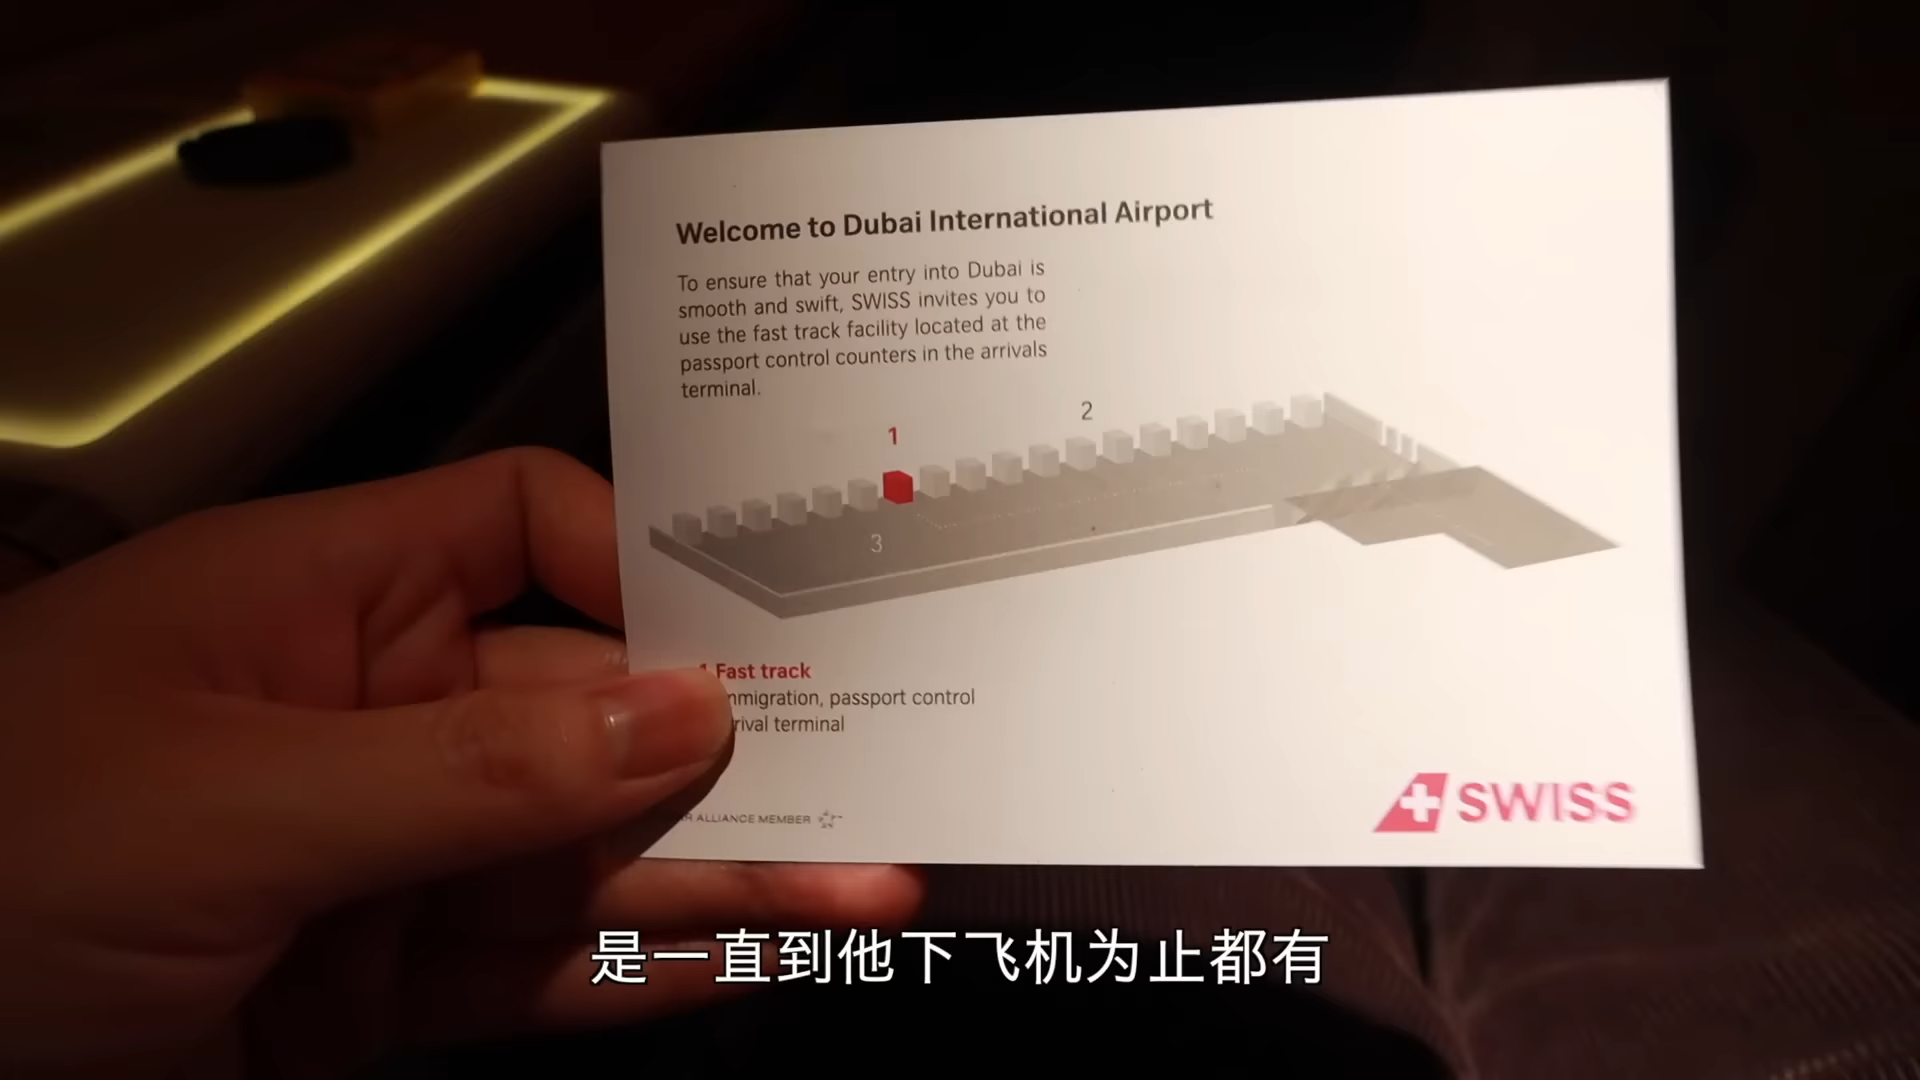 Welcome to Dubai International Airport
To ensure that your entry into Dubai is
smooth and swift, SWISS invites you to
use the fast track facility located at the
passport control counters in the arrivals
terminal.
2
1
3
Fast track
mmigration, passport control
rival terminal
ALLIANCE MEMBER
SWISS
是一直到他下飞机为止都有